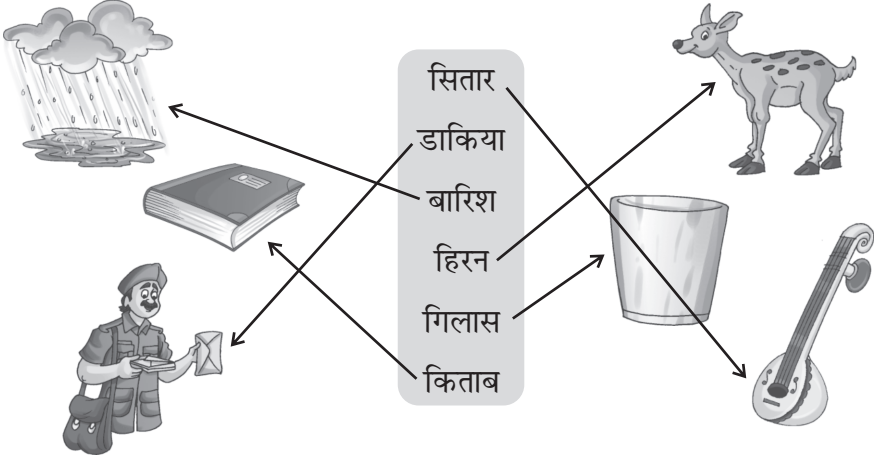 सितार
डाकिया
बारिश
हिरन
गिलास
किताब